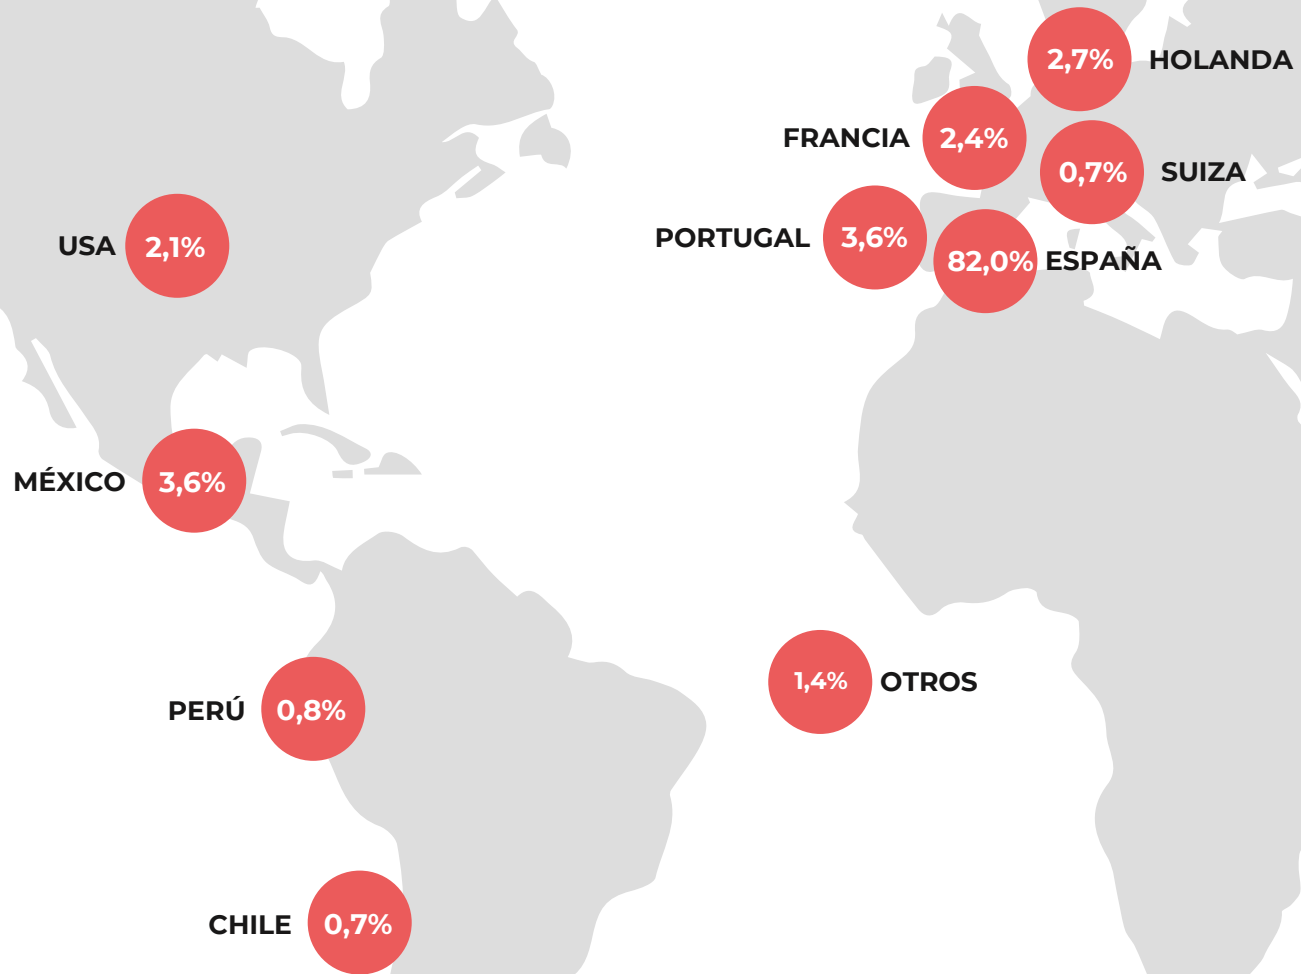 2,7% HOLANDA
FRANCIA 2,4%
0,7% SUIZA
PORTUGAL 3,6%
USA 2,1%
82,0% ESPAÑA
MÉXICO 3,6%
1,4% OTROS
PERÚ 0,8%
CHILE 0,7%